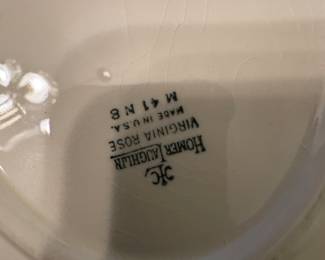 HOMER
LAUGHLIN
VIRGINIA ROSE
MADE IN U.S.A.
M 41 N 8